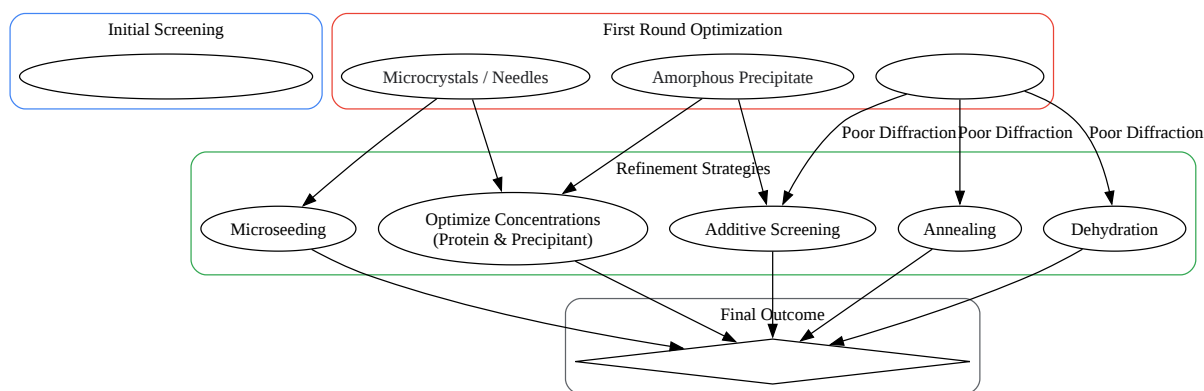 Initial Screening
First Round Optimization
Microcrystals / Needles
Amorphous Precipitate
Poor Diffraction
Poor Diffraction
Poor Diffraction
Refinement Strategies
Microseeding
Optimize Concentrations
(Protein & Precipitant)
Additive Screening
Annealing
Dehydration
Final Outcome